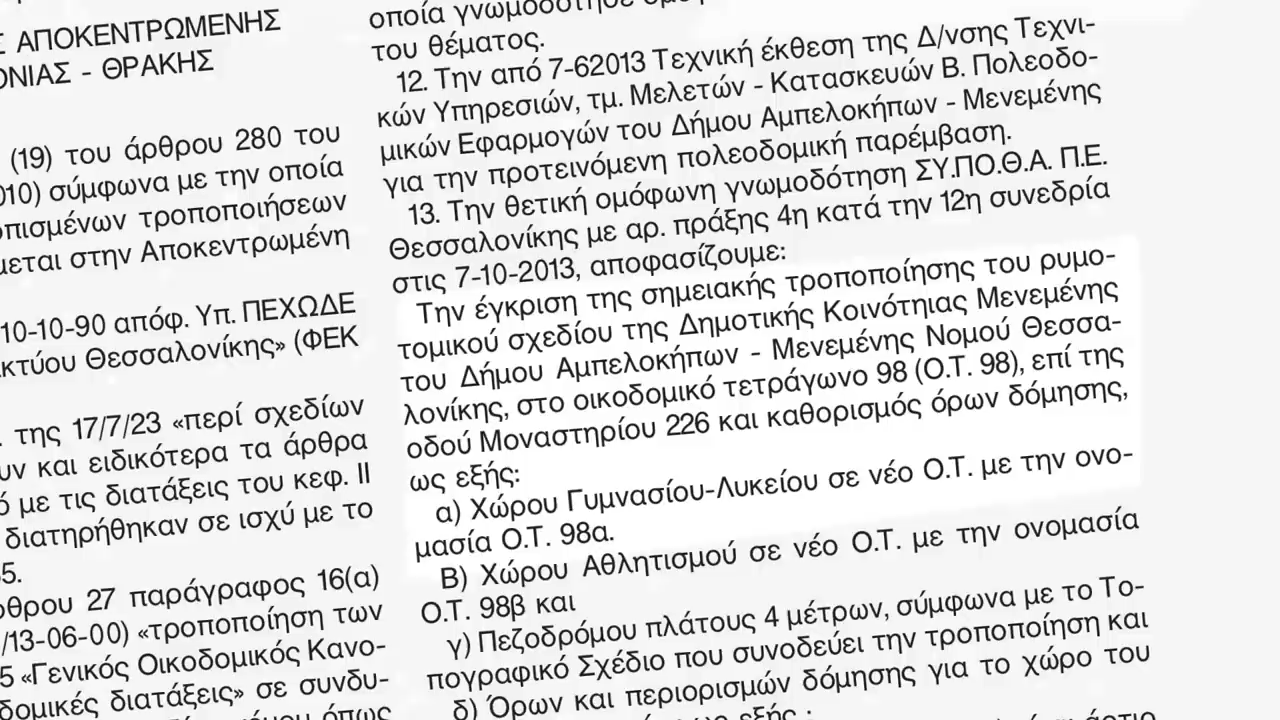 Σ ΑΠΟΚΕΝΤΡΩΜΕΝΗΣ
ΟΝΙΑΣ - ΘΡΑΚΗΣ
(19) του άρθρου 280 του
010) σύμφωνα με την οποία
οπισμένων τροποποιήσεων
μεται στην Αποκεντρωμένη
10-10-90 απόφ. Υπ. ΠΕΧΩΔΕ
κτύου Θεσσαλονίκης» (ΦΕΚ
. της 17/7/23 «περί σχεδίων
υν και ειδικότερα τα άρθρα
5 με τις διατάξεις του κεφ. ΙΙ
διατηρήθηκαν σε ισχύ με το
5.
ρθρου 27 παράγραφος 16(α)
/13-06-00) «τροποποίηση των
5 «Γενικός Οικοδομικός Κανο-
δομικές διατάξεις» σε συνδυ-
όπως
οποία γνωμοδότησε
του θέματος.
12. Την από 7-62013 Τεχνική έκθεση της Δ/νσης Τεχνι-
κών Υπηρεσιών, τμ. Μελετών - Κατασκευών Β. Πολεοδο-
μικών Εφαρμογών του Δήμου Αμπελοκήπων - Μενεμένης
για την προτεινόμενη πολεοδομική παρέμβαση.
13. Την θετική ομόφωνη γνωμοδότηση ΣΥ.ΠΟ.Θ.Α. Π.Ε.
Θεσσαλονίκης με αρ. πράξης 4η κατά την 12η συνεδρία
στις 7-10-2013, αποφασίζουμε:
Την έγκριση της σημειακής τροποποίησης του ρυμο-
τομικού σχεδίου της Δημοτικής Κοινότηιας Μενεμένης
του Δήμου Αμπελοκήπων - Μενεμένης Νομού Θεσσα-
λονίκης, στο οικοδομικό τετράγωνο 98 (Ο.Τ. 98), επί της
οδού Μοναστηρίου 226 και καθορισμός όρων δόμησης,
ως εξής:
α) Χώρου Γυμνασίου-Λυκείου σε νέο Ο.Τ. με την ονο-
μασία Ο.Τ. 98α.
Β) Χώρου Αθλητισμού σε νέο Ο.Τ. με την ονομασία
Ο.Τ. 98β και
γ) Πεζοδρόμου πλάτους 4 μέτρων, σύμφωνα με το Το-
πογραφικό Σχέδιο που συνοδεύει την τροποποίηση και
δ) Όρων και περιορισμών δόμησης για το χώρο του
ως εξής :